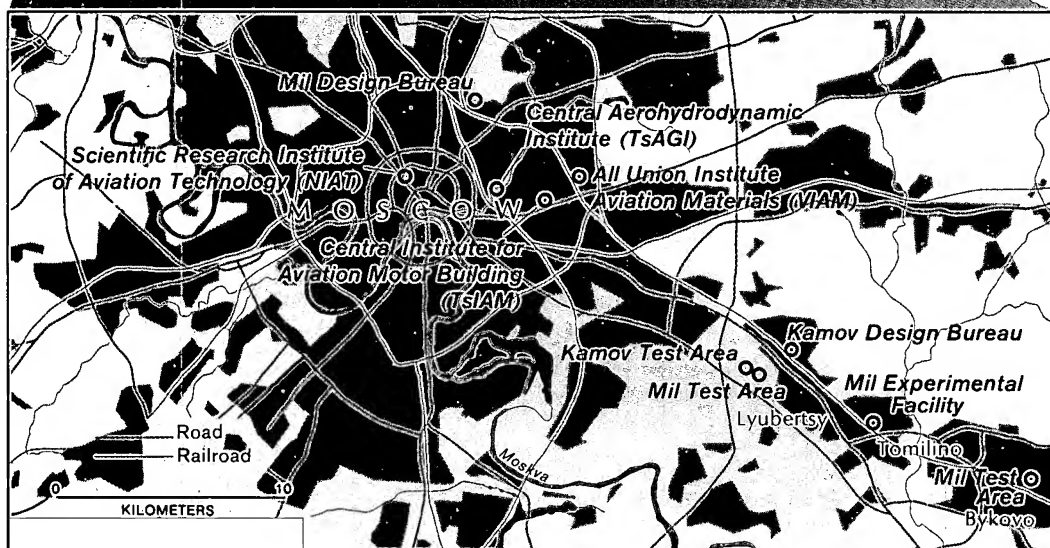 Mil Design Bureau
Central Aerohydrodynamic
Institute (TsAGI)
Scientific Research Institute
of Aviation Technology (NIAT)
All Union Institute
Aviation Materials (VIAM)
MOSCOW
Central Institute for
Aviation Motor Building
(TsIAM)
Kamov Design Bureau
Kamov Test Area
Mil Test Area
Lyubertsy
Mil Experimental
Facility
Tomilino
Road
Railroad
Moskva
Mil Test
Area
Bykovo
0 10
KILOMETERS